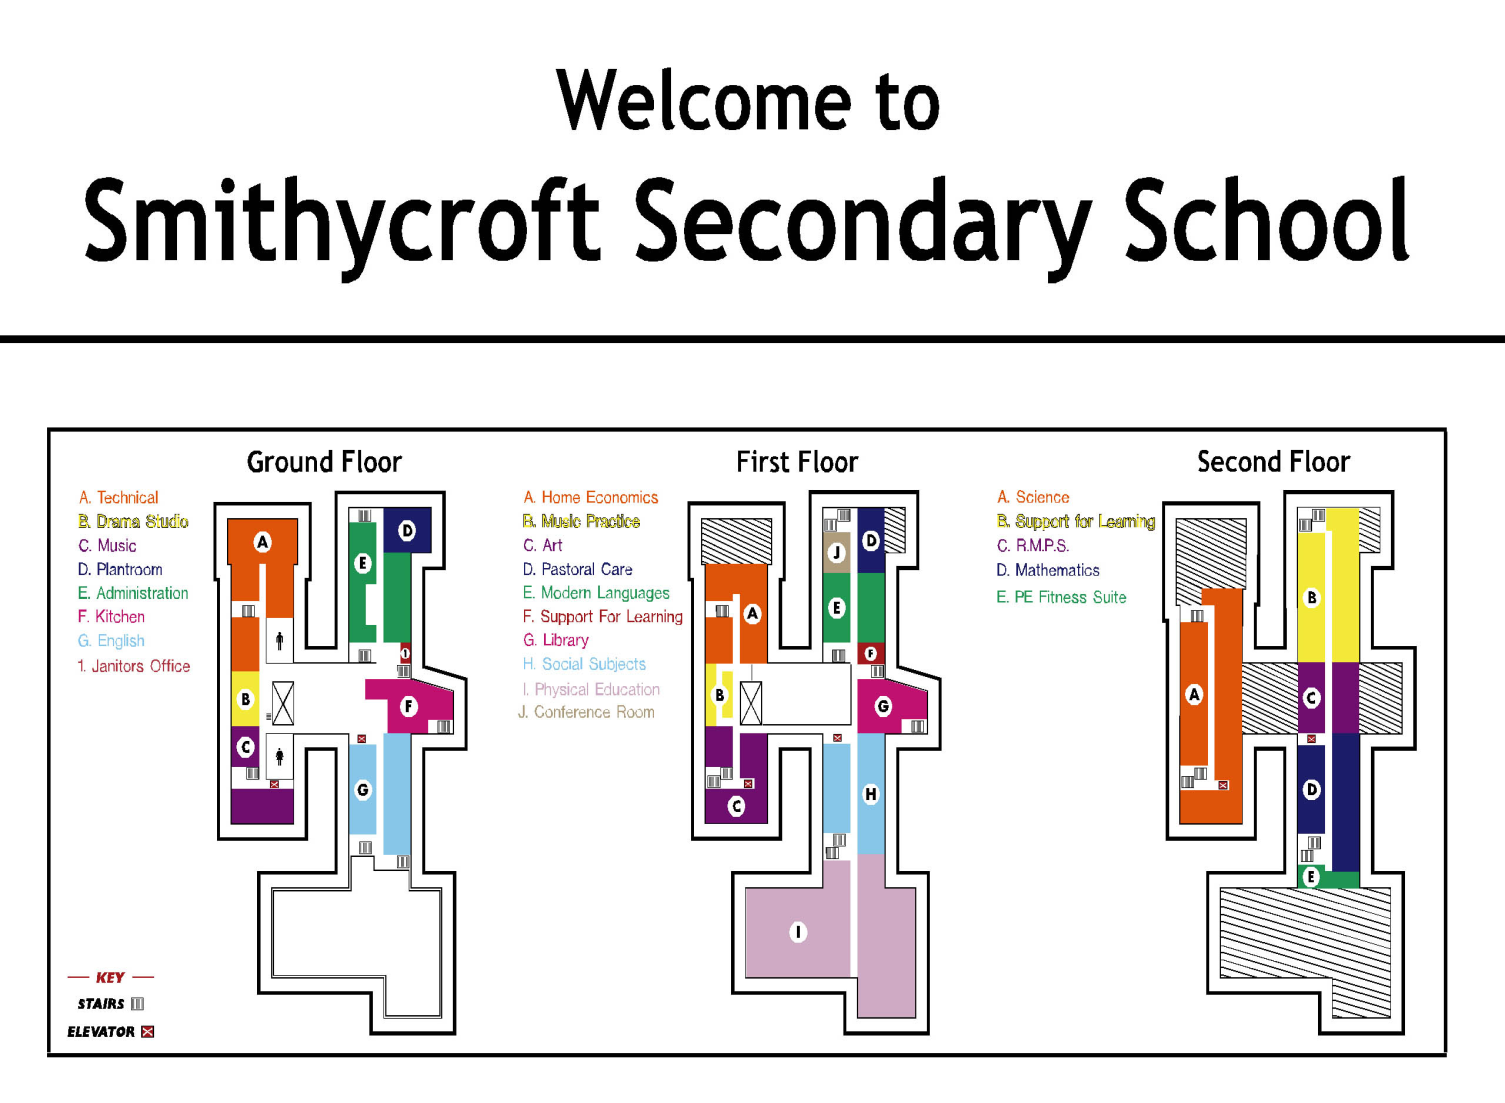 Welcome to
Smithycroft Secondary School
Ground Floor
A. Technical
B. Drama Studio
C. Music
D. Plantroom
E. Administration
F. Kitchen
G. English
1. Janitors Office
A
B
C
D
E
1
F
G
KEY
STAIRS
ELEVATOR
First Floor
A. Home Economics
B. Music Practice
C. Art
D. Pastoral Care
E. Modern Languages
F. Support For Learning
G. Library
H. Social Subjects
I. Physical Education
J. Conference Room
D
J
E
A
F
B
G
H
C
I
Second Floor
A. Science
B. Support for Learning
C. R.M.P.S.
D. Mathematics
E. PE Fitness Suite
B
A
C
D
E